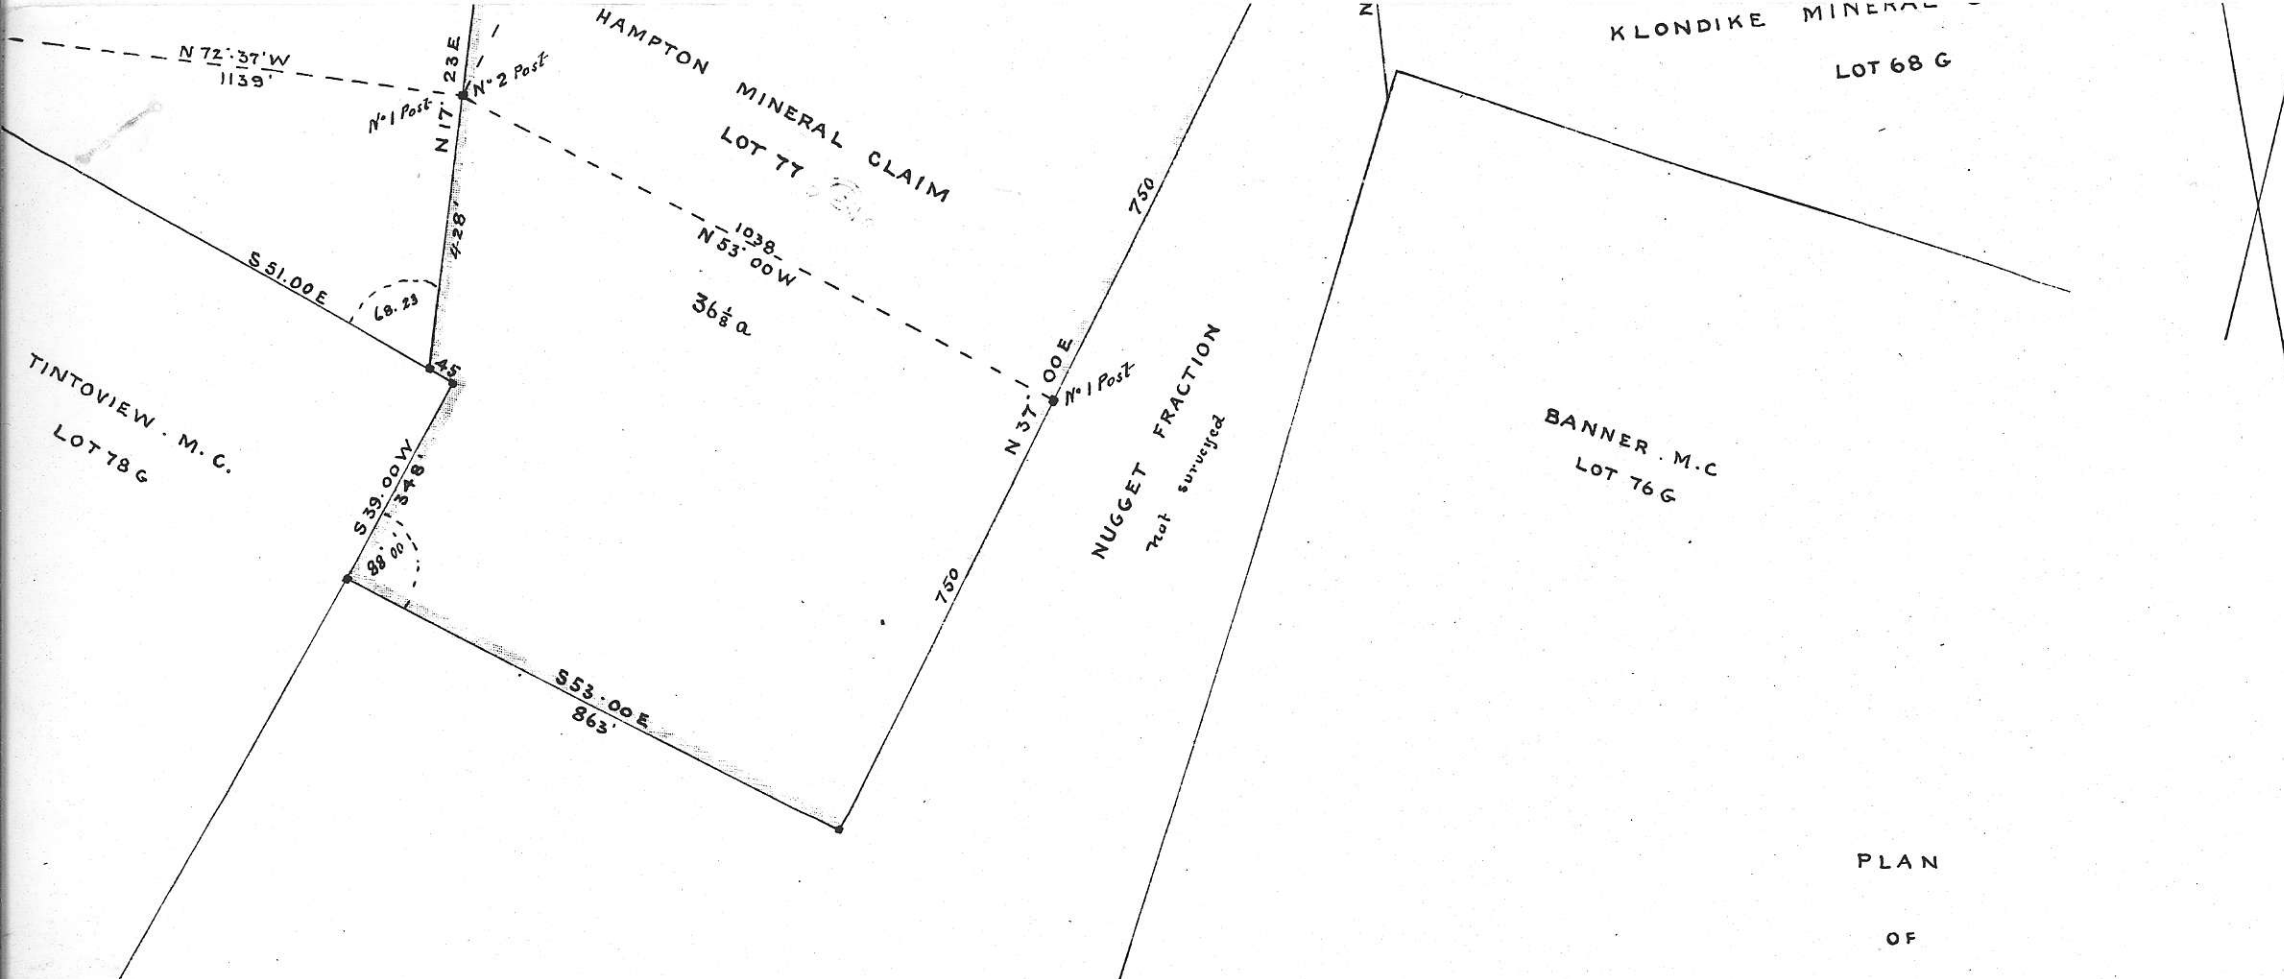 N 72°.37'W
1139'
N 17° 23 E
Nº 2 Post
Nº 1 Post
HAMPTON MINERAL CLAIM
LOT 77
428'
1038
N 53° 00 W
36 1/8 a
750
N 37° 00 E
Nº 1 Post
750
S 51.00 E
68.23
45
S 39.00 W
348'
88° 00'
S 53.00 E
863'
TINTOVIEW . M. C.
LOT 78 G
NUGGET FRACTION
not surveyed
N
KLONDIKE MINERAL
LOT 68 G
BANNER . M.C
LOT 76 G
PLAN
OF